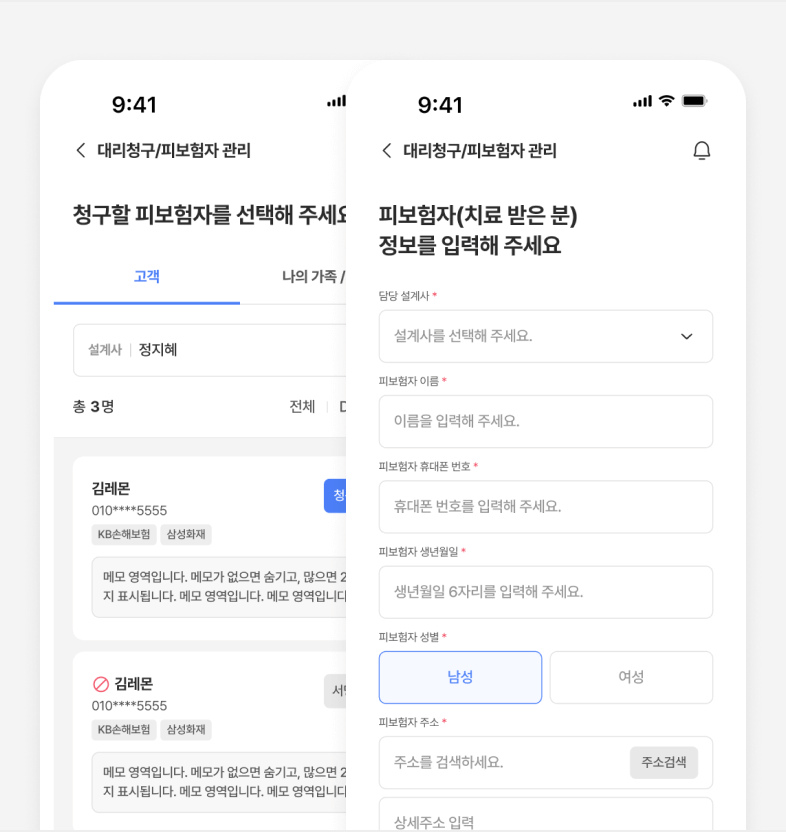 9:41
대리청구/피보험자 관리
청구할 피보험자를 선택해 주세요
고객
나의 가족 /
설계사
정지혜
총 3명
전체
김레몬
010****5555
KB손해보험
삼성화재
메모 영역입니다. 메모가 없으면 숨기고, 많으면 2
지 표시됩니다. 메모 영역입니다. 메모 영역입니다
김레몬
010****5555
KB손해보험
삼성화재
메모 영역입니다. 메모가 없으면 숨기고, 많으면 2
지 표시됩니다. 메모 영역입니다. 메모 영역입니다
9:41
대리청구/피보험자 관리
피보험자(치료 받은 분)
정보를 입력해 주세요
담당 설계사 *
설계사를 선택해 주세요.
피보험자 이름 *
이름을 입력해 주세요.
피보험자 휴대폰 번호 *
휴대폰 번호를 입력해 주세요.
피보험자 생년월일 *
생년월일 6자리를 입력해 주세요.
피보험자 성별 *
남성
여성
피보험자 주소 *
주소를 검색하세요.
주소검색
상세주소 입력